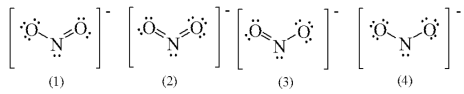 O N O - O N O - O N O - O N O -
(1) (2) (3) (4)